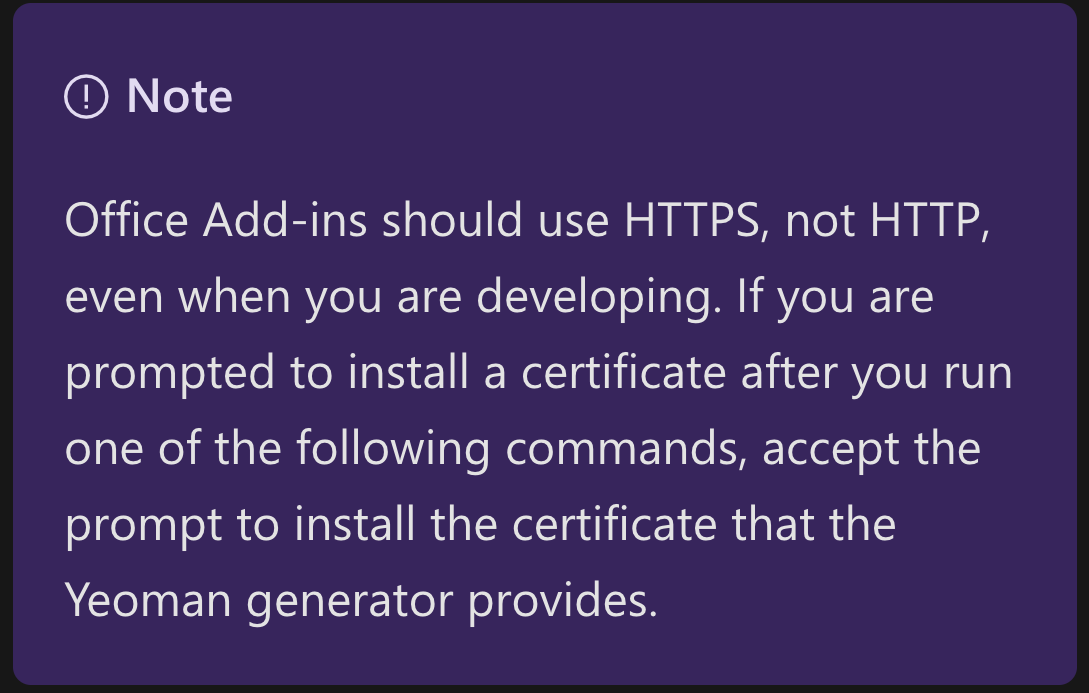 Note
Office Add-ins should use HTTPS, not HTTP,
even when you are developing. If you are
prompted to install a certificate after you run
one of the following commands, accept the
prompt to install the certificate that the
Yeoman generator provides.